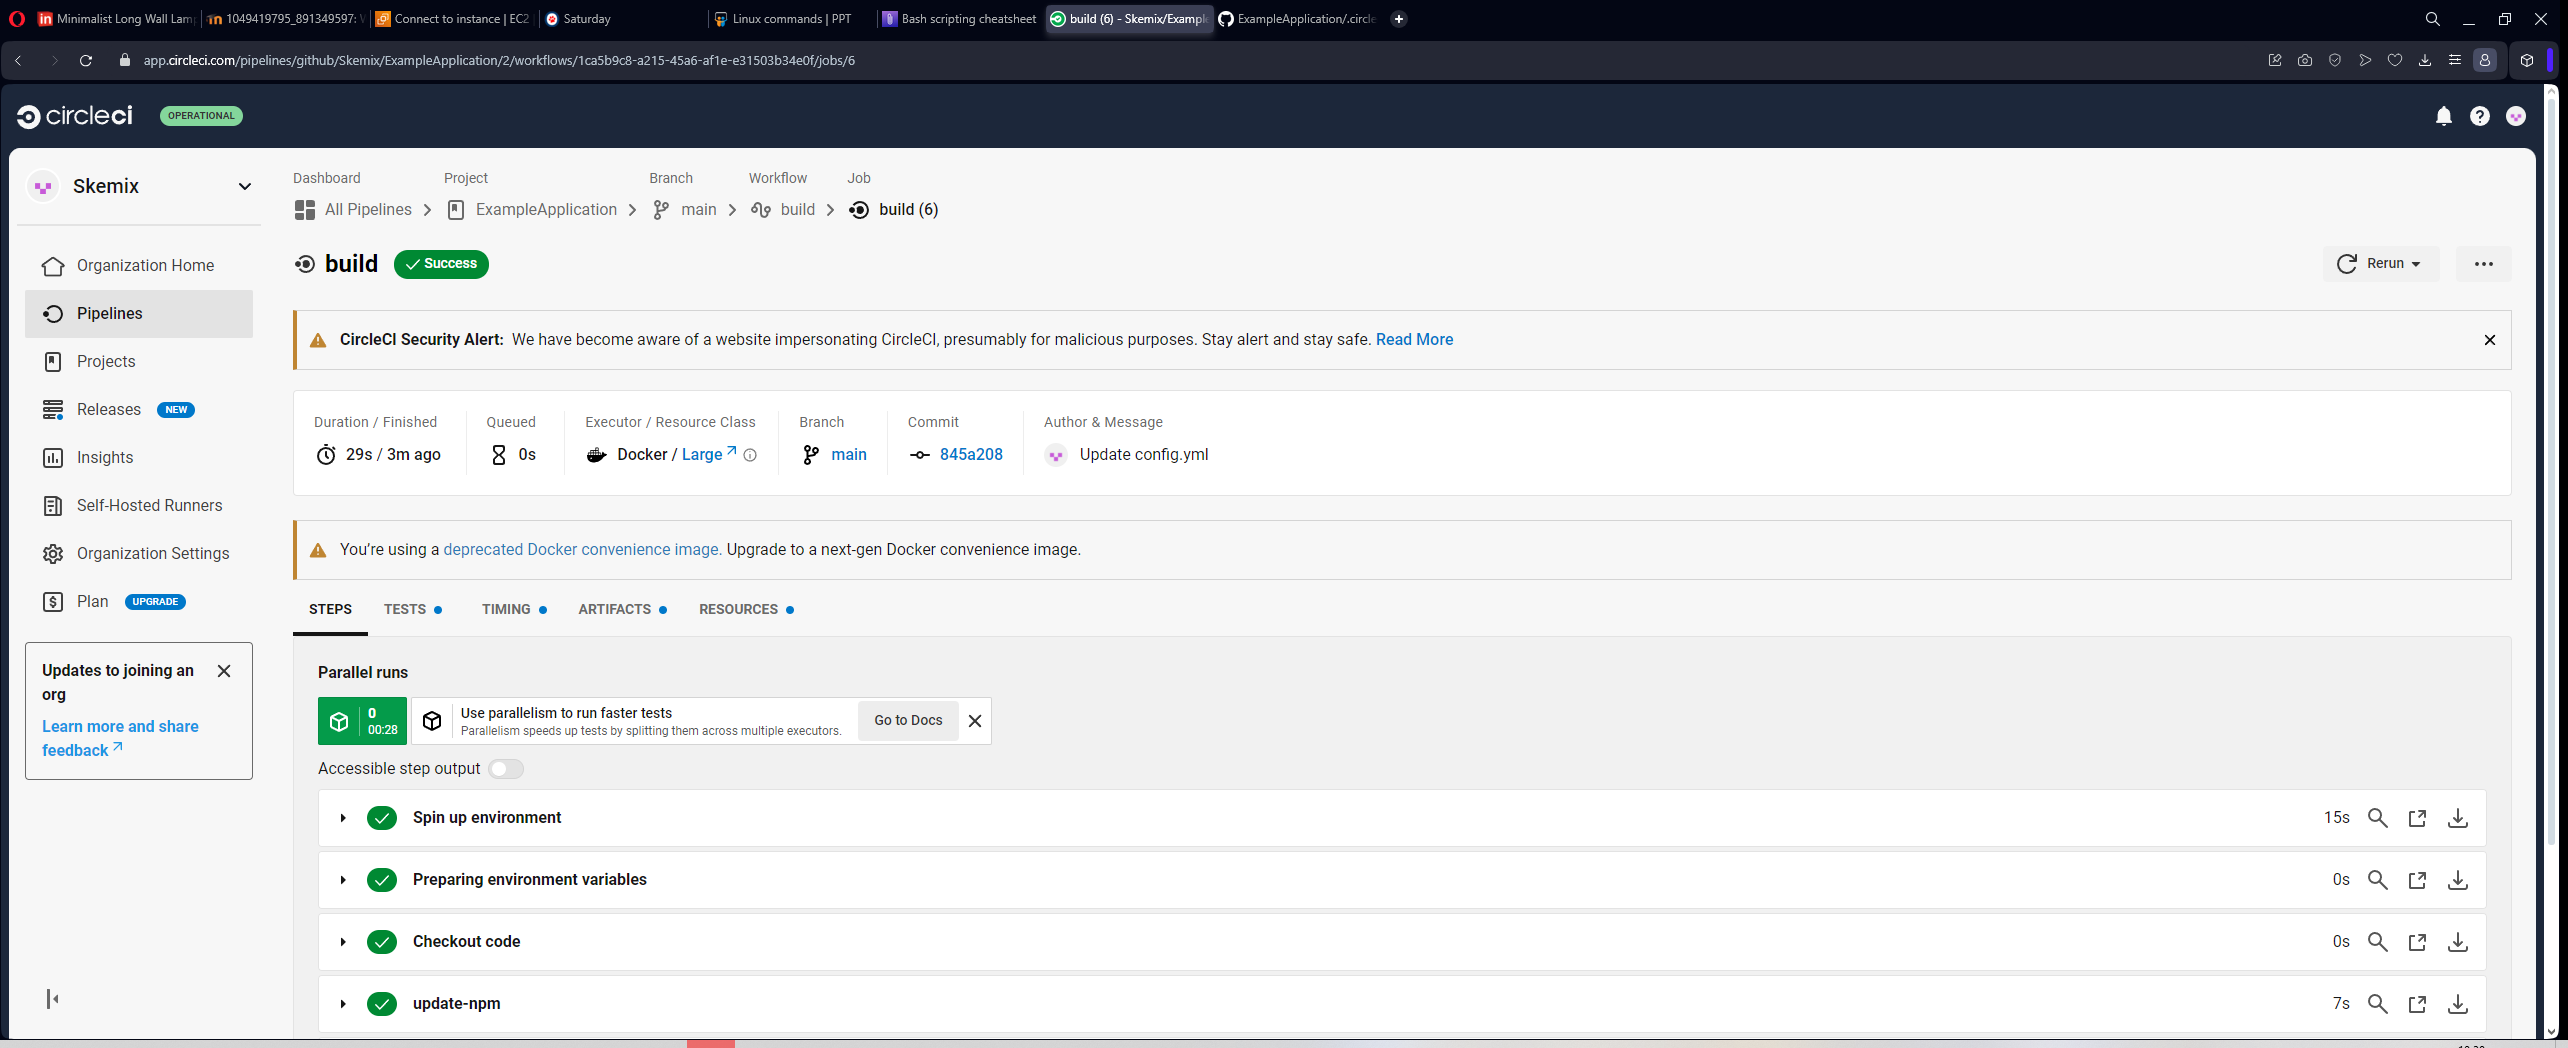 Minimalist Long Wall Lam
1049419795_891349597: V
Connect to instance | EC2
Saturday
Linux commands | PPT
Bash scripting cheatsheet
build (6) - Skemix/Example
ExampleApplication/.circle
app.circleci.com/pipelines/github/Skemix/ExampleApplication/2/workflows/1ca5b9c8-a215-45a6-af1e-e31503b34e0f/jobs/6
circleci
OPERATIONAL
Skemix
Organization Home
Pipelines
Projects
Releases NEW
Insights
Self-Hosted Runners
Organization Settings
Plan UPGRADE
Updates to joining an
org
Learn more and share
feedback
Dashboard Project Branch Workflow Job
All Pipelines ExampleApplication main build build (6)
build Success
Rerun
CircleCI Security Alert: We have become aware of a website impersonating CircleCI, presumably for malicious purposes. Stay alert and stay safe. Read More
Duration / Finished Queued Executor / Resource Class Branch Commit Author & Message
29s / 3m ago 0s Docker / Large main 845a208 Update config.yml
You're using a deprecated Docker convenience image. Upgrade to a next-gen Docker convenience image.
STEPS TESTS TIMING ARTIFACTS RESOURCES
Parallel runs
0
00:28
Use parallelism to run faster tests
Parallelism speeds up tests by splitting them across multiple executors.
Go to Docs
Accessible step output
Spin up environment 15s
Preparing environment variables 0s
Checkout code 0s
update-npm 7s